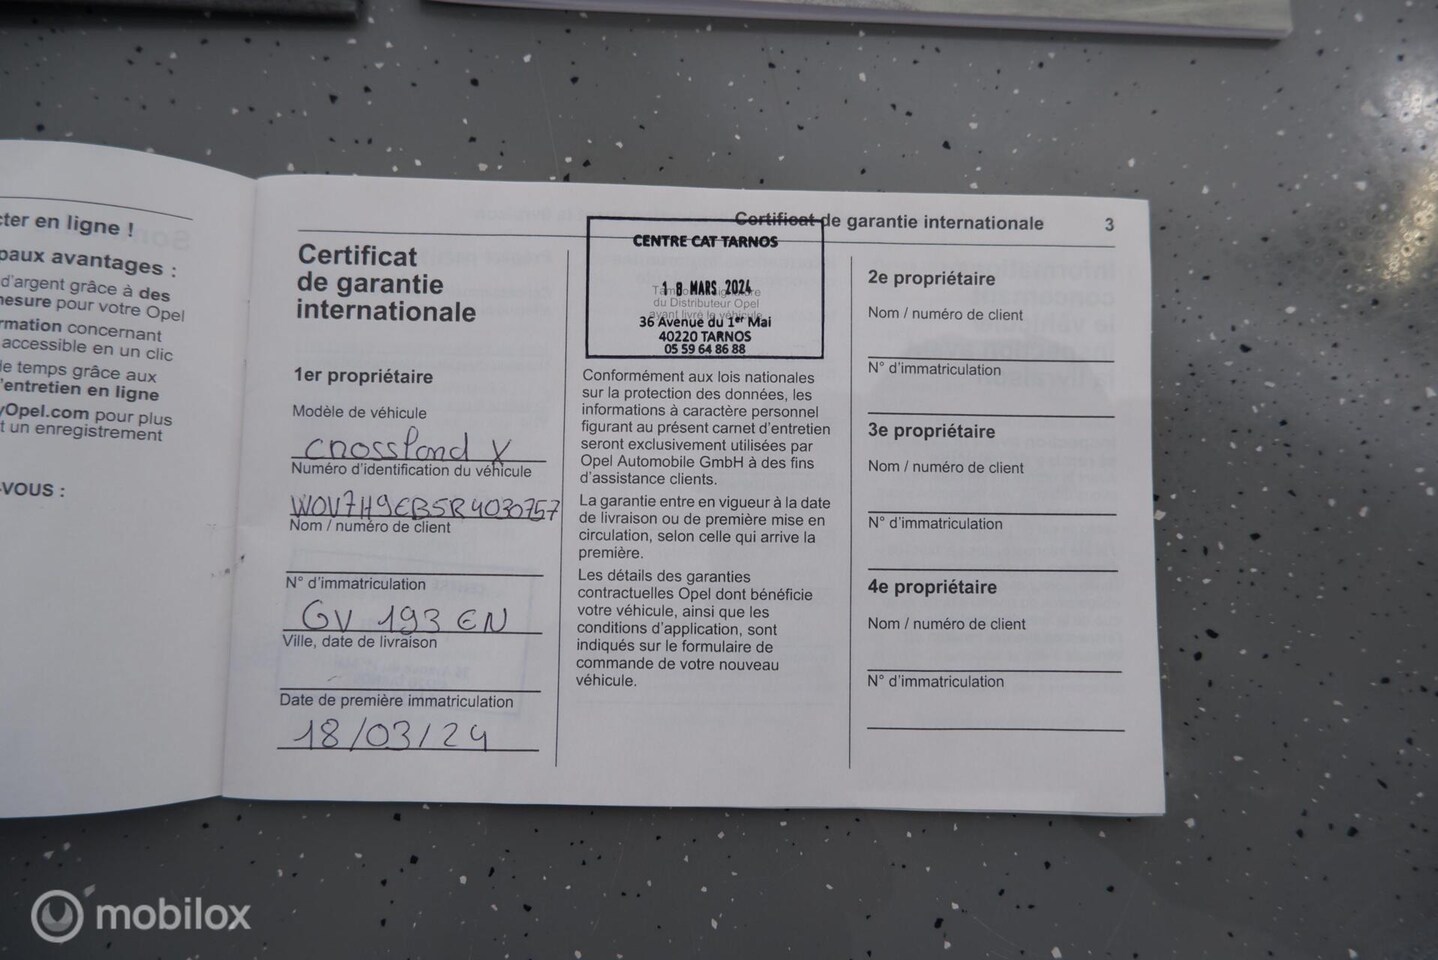 cter en ligne !
paux avantages :
d'argent grâce à des
mesure pour votre Opel
rmation concernant
accessible en un clic
le temps grâce aux
'entretien en ligne
yOpel.com pour plus
t un enregistrement
-VOUS :
Certificat de garantie internationale 3
Certificat
de garantie
internationale
1er propriétaire
Modèle de véhicule
Crossland X
Numéro d'identification du véhicule
W0V7H9EB5R4030757
Nom / numéro de client
N° d'immatriculation
GV 193 EN
Ville, date de livraison
Date de première immatriculation
18/03/24
CENTRE CAT TARNOS
18 MARS 2024
du Distributeur Opel
ayant livré le véhicule
36 Avenue du 1er Mai
40220 TARNOS
05 59 64 86 88
Conformément aux lois nationales
sur la protection des données, les
informations à caractère personnel
figurant au présent carnet d'entretien
seront exclusivement utilisées par
Opel Automobile GmbH à des fins
d'assistance clients.
La garantie entre en vigueur à la date
de livraison ou de première mise en
circulation, selon celle qui arrive la
première.
Les détails des garanties
contractuelles Opel dont bénéficie
votre véhicule, ainsi que les
conditions d'application, sont
indiqués sur le formulaire de
commande de votre nouveau
véhicule.
2e propriétaire
Nom / numéro de client
N° d'immatriculation
3e propriétaire
Nom / numéro de client
N° d'immatriculation
4e propriétaire
Nom / numéro de client
N° d'immatriculation
mobilox